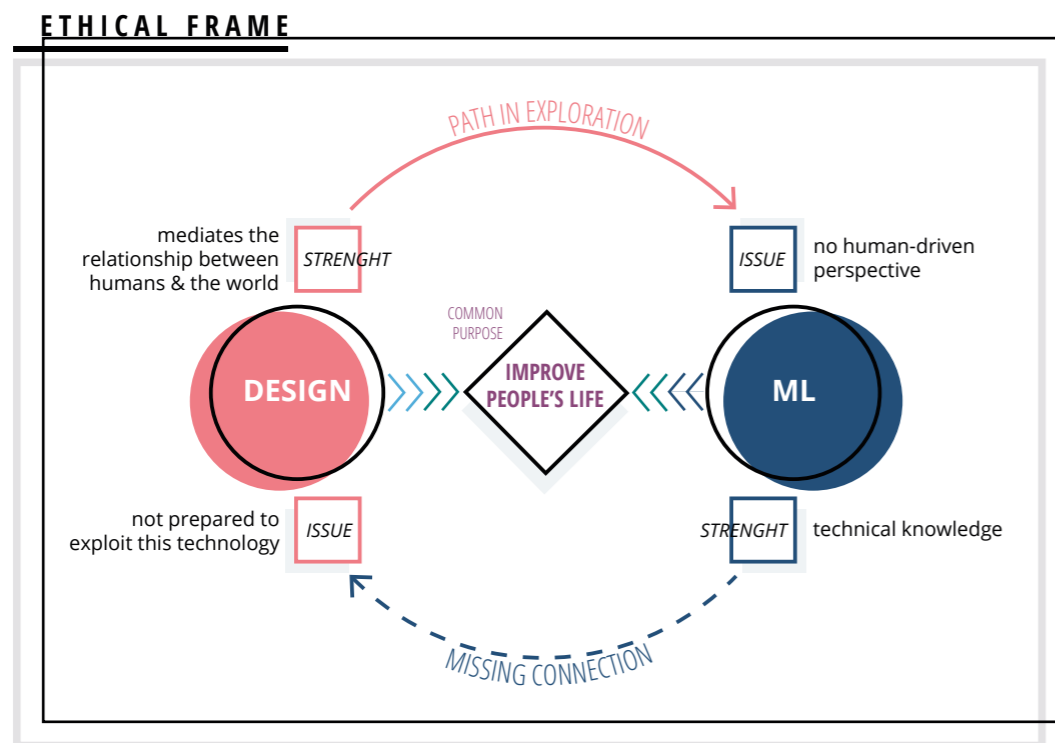 ETHICAL FRAME
PATH IN EXPLORATION
mediates the
relationship between
humans & the world
STRENGHT
ISSUE
no human-driven
perspective
COMMON
PURPOSE
DESIGN
IMPROVE
PEOPLE'S LIFE
ML
not prepared to
exploit this technology
ISSUE
STRENGHT
technical knowledge
MISSING CONNECTION